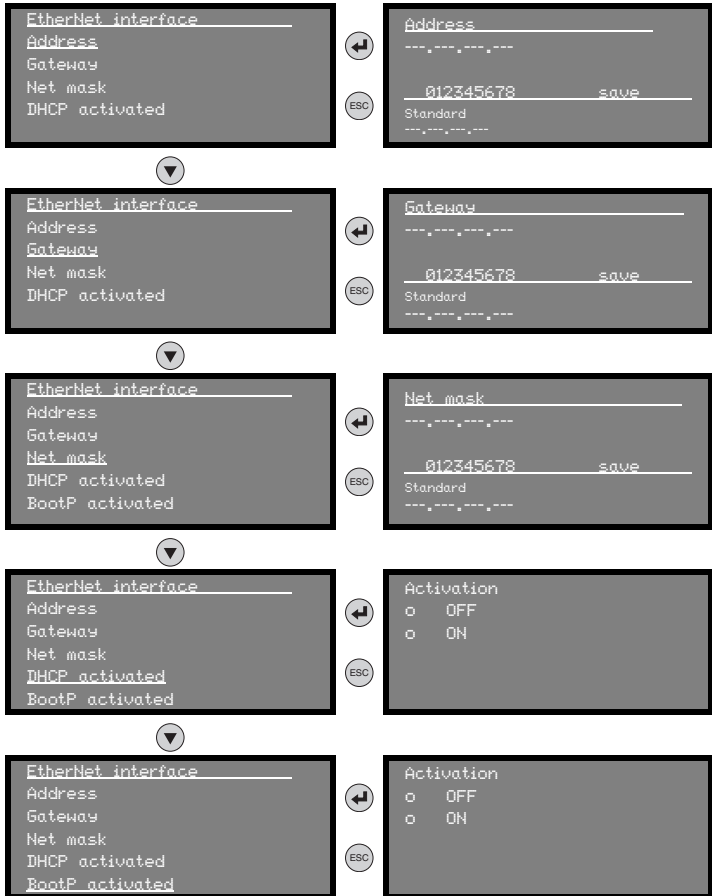 EtherNet interface
Address
Gateway
Net mask
DHCP activated
ESC
Address
---.---.---.---
012345678 save
Standard
---.---.---.---
EtherNet interface
Address
Gateway
Net mask
DHCP activated
ESC
Gateway
---.---.---.---
012345678 save
Standard
---.---.---.---
EtherNet interface
Address
Gateway
Net mask
DHCP activated
BootP activated
ESC
Net mask
---.---.---.---
012345678 save
Standard
---.---.---.---
EtherNet interface
Address
Gateway
Net mask
DHCP activated
BootP activated
ESC
Activation
o OFF
o ON
EtherNet interface
Address
Gateway
Net mask
DHCP activated
BootP activated
ESC
Activation
o OFF
o ON